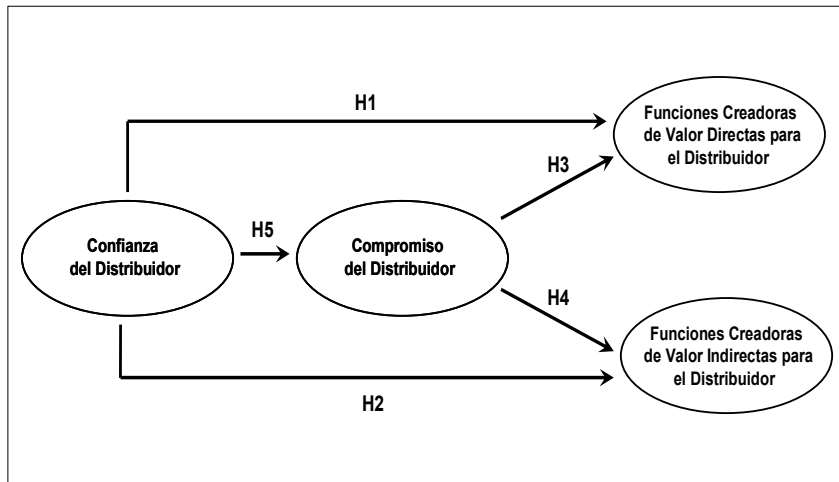 H1
Funciones Creadoras
de Valor Directas para
el Distribuidor
H3
Confianza
del Distribuidor
H5
Compromiso
del Distribuidor
H4
Funciones Creadoras
de Valor Indirectas para
el Distribuidor
H2